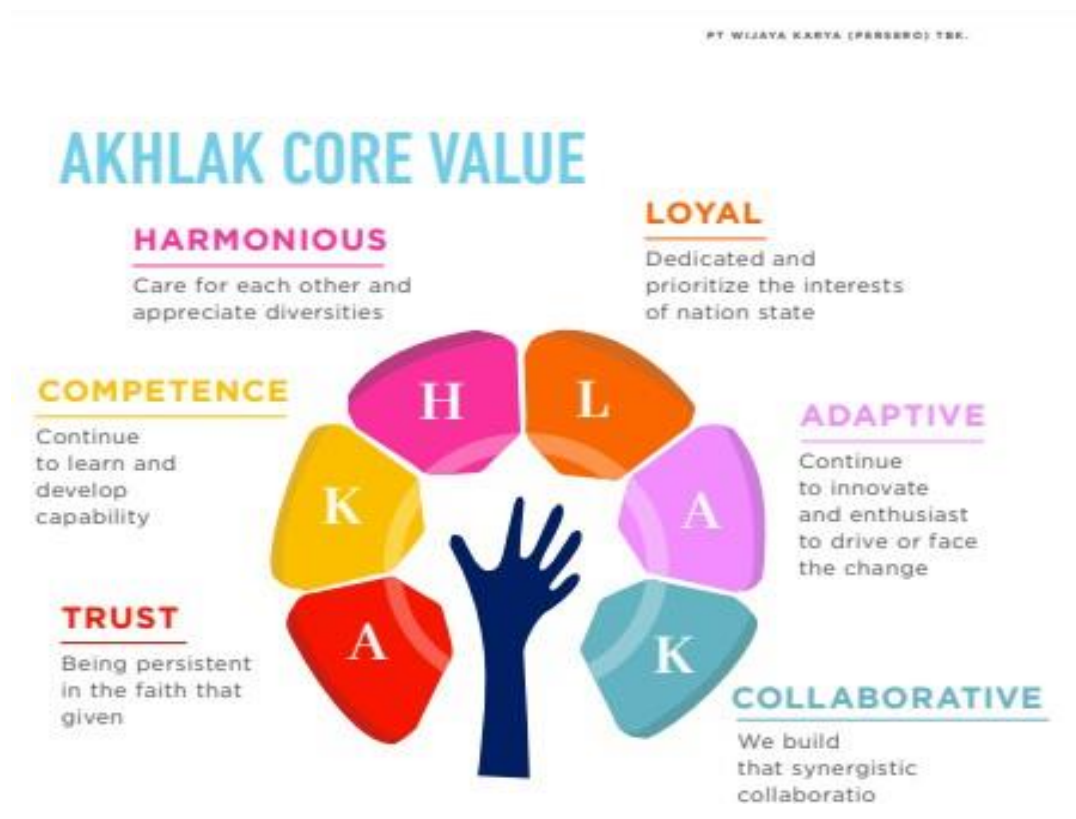 PT WIJAYA KARYA (PERSERO) TBK.
AKHLAK CORE VALUE
HARMONIOUS
Care for each other and
appreciate diversities
LOYAL
Dedicated and
prioritize the interests
of nation state
COMPETENCE
Continue
to learn and
develop
capability
ADAPTIVE
Continue
to innovate
and enthusiast
to drive or face
the change
TRUST
Being persistent
in the faith that
given
COLLABORATIVE
We build
that synergistic
collaboratio
A
K
H
L
A
K